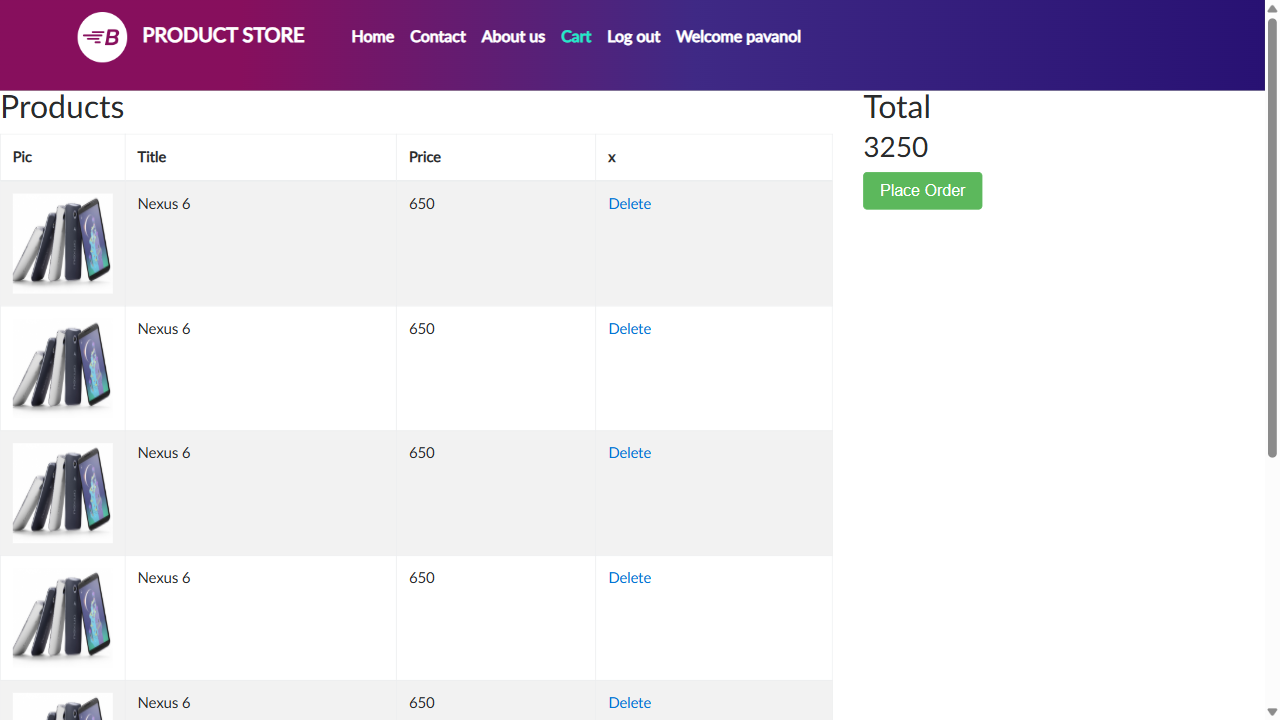 B PRODUCT STORE Home Contact About us Cart Log out Welcome pavanol
Products
Pic Title Price x
Nexus 6 650 Delete
Nexus 6 650 Delete
Nexus 6 650 Delete
Nexus 6 650 Delete
Nexus 6 650 Delete
Total
3250
Place Order